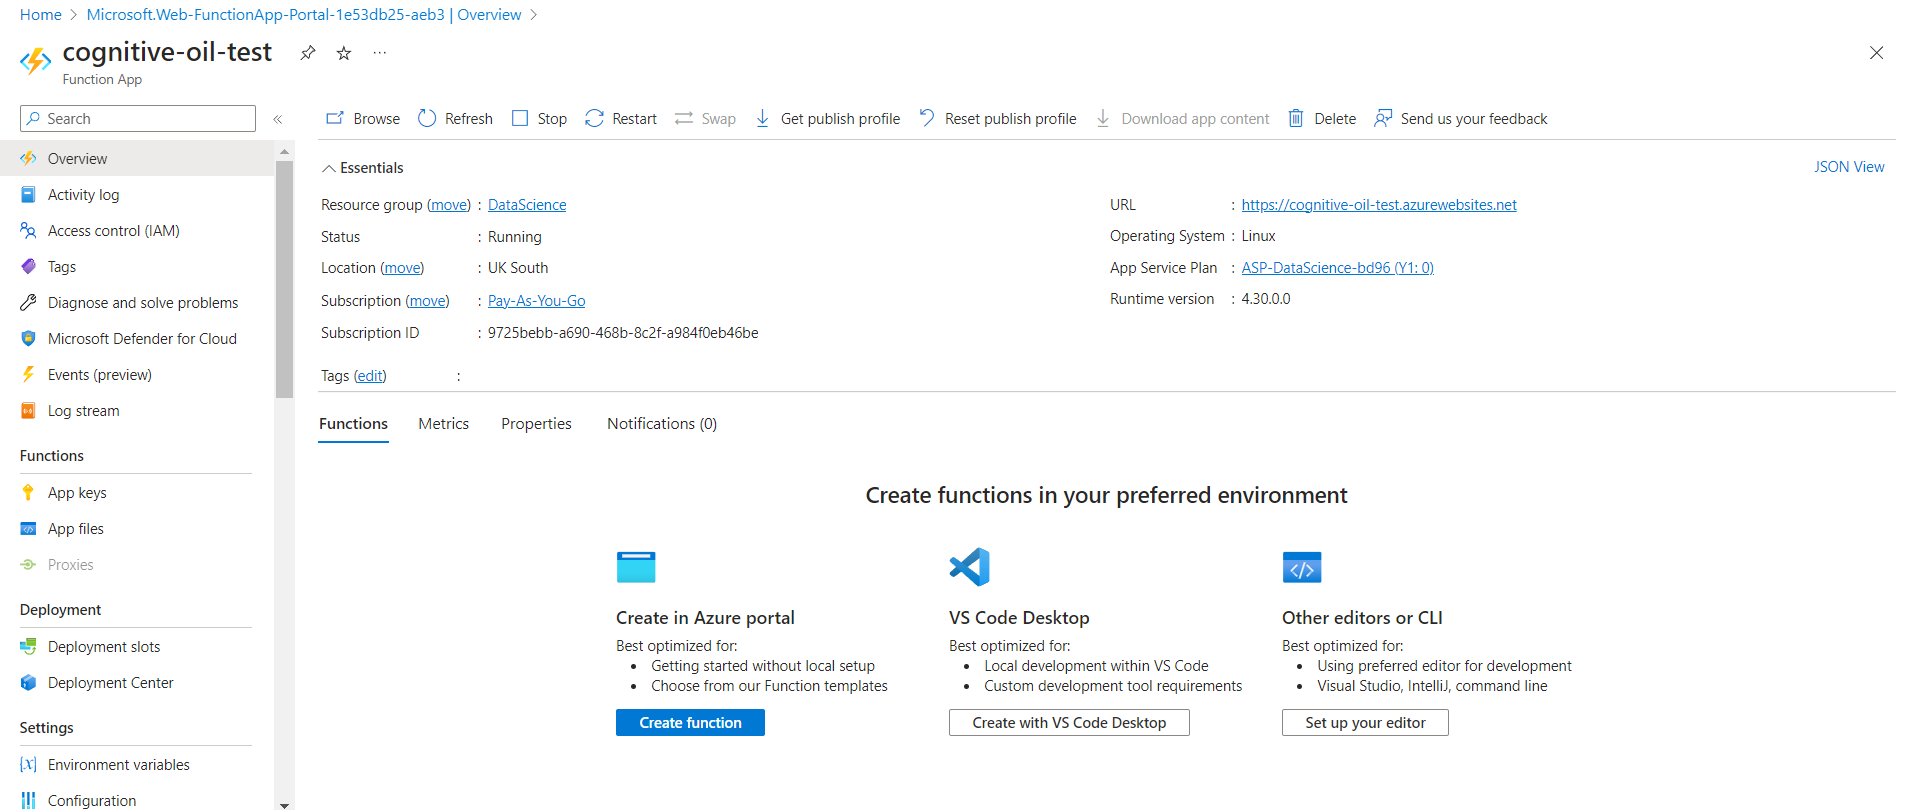 Home > Microsoft.Web-FunctionApp-Portal-1e53db25-aeb3 | Overview >
cognitive-oil-test
Function App
Search
Overview
Activity log
Access control (IAM)
Tags
Diagnose and solve problems
Microsoft Defender for Cloud
Events (preview)
Log stream
Functions
App keys
App files
Proxies
Deployment
Deployment slots
Deployment Center
Settings
Environment variables
Configuration
Browse Refresh Stop Restart Swap Get publish profile Reset publish profile Download app content Delete Send us your feedback
Essentials
JSON View
Resource group (move) : DataScience
Status : Running
Location (move) : UK South
Subscription (move) : Pay-As-You-Go
Subscription ID : 9725bebb-a690-468b-8c2f-a984f0eb46be
URL : https://cognitive-oil-test.azurewebsites.net
Operating System : Linux
App Service Plan : ASP-DataScience-bd96 (Y1: 0)
Runtime version : 4.30.0.0
Tags (edit) :
Functions Metrics Properties Notifications (0)
Create functions in your preferred environment
Create in Azure portal
Best optimized for:
• Getting started without local setup
• Choose from our Function templates
Create function
VS Code Desktop
Best optimized for:
• Local development within VS Code
• Custom development tool requirements
Create with VS Code Desktop
Other editors or CLI
Best optimized for:
• Using preferred editor for development
• Visual Studio, IntelliJ, command line
Set up your editor